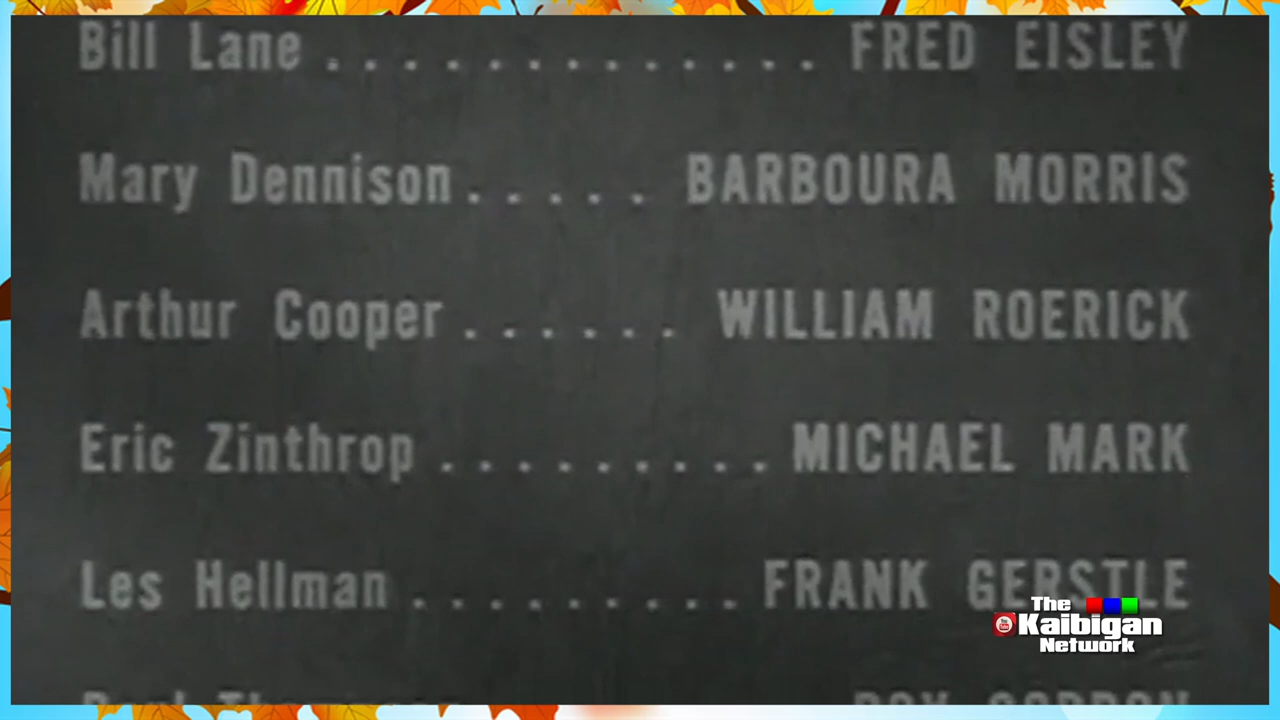 Bill Lane . . . . . . . . . . . . . FRED EISLEY
Mary Dennison . . . . . BARBOURA MORRIS
Arthur Cooper . . . . . . WILLIAM ROERICK
Eric Zinthrop . . . . . . . . . MICHAEL MARK
Les Hellman . . . . . . . . . FRANK GERSTLE
The
Kaibigan
Network